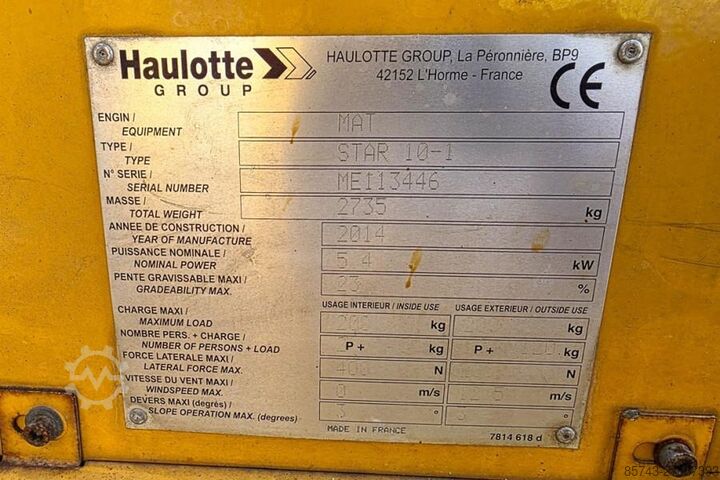 Haulotte
GROUP
HAULOTTE GROUP, La Péronnière, BP9
42152 L'Horme - France
CE
ENGIN /
EQUIPMENT
MAT
TYPE /
TYPE
STAR 10-1
N° SERIE /
SERIAL NUMBER
ME113446
MASSE /
TOTAL WEIGHT
2735 kg
ANNEE DE CONSTRUCTION /
YEAR OF MANUFACTURE
2014
PUISSANCE NOMINALE /
NOMINAL POWER
5.4 kW
PENTE GRAVISSABLE MAXI /
GRADEABILITY MAX.
23 %
USAGE INTERIEUR / INSIDE USE USAGE EXTERIEUR / OUTSIDE USE
CHARGE MAXI /
MAXIMUM LOAD
kg kg
NOMBRE PERS. + CHARGE /
NUMBER OF PERSONS + LOAD
P + P + kg
FORCE LATERALE MAXI /
LATERAL FORCE MAX.
400 N N
VITESSE DU VENT MAXI /
WINDSPEED MAX.
0 m/s m/s
DEVERS MAXI (degrés) /
SLOPE OPERATION MAX. (degrees)
3 ° 3 °
MADE IN FRANCE
7814 618 d